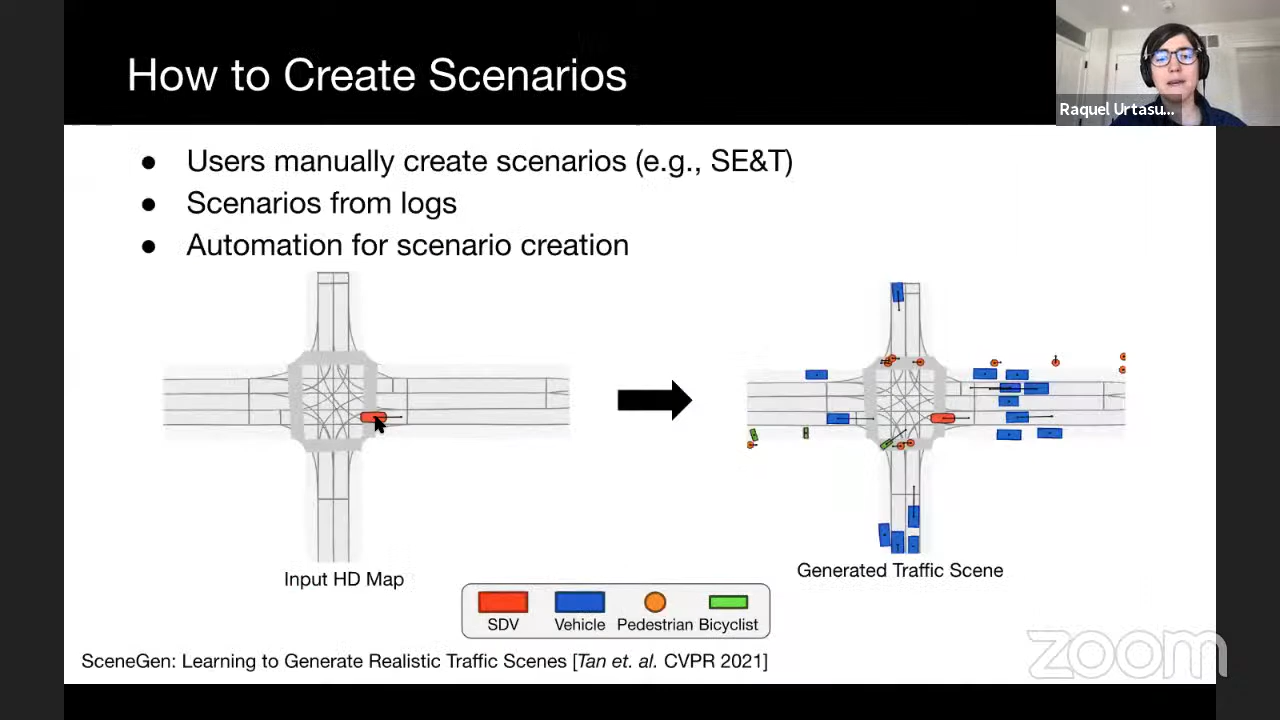 How to Create Scenarios
Raquel Urtasu...
● Users manually create scenarios (e.g., SE&T)
● Scenarios from logs
● Automation for scenario creation
Input HD Map
Generated Traffic Scene
SDV
Vehicle
Pedestrian
Bicyclist
SceneGen: Learning to Generate Realistic Traffic Scenes [Tan et. al. CVPR 2021]
zoom